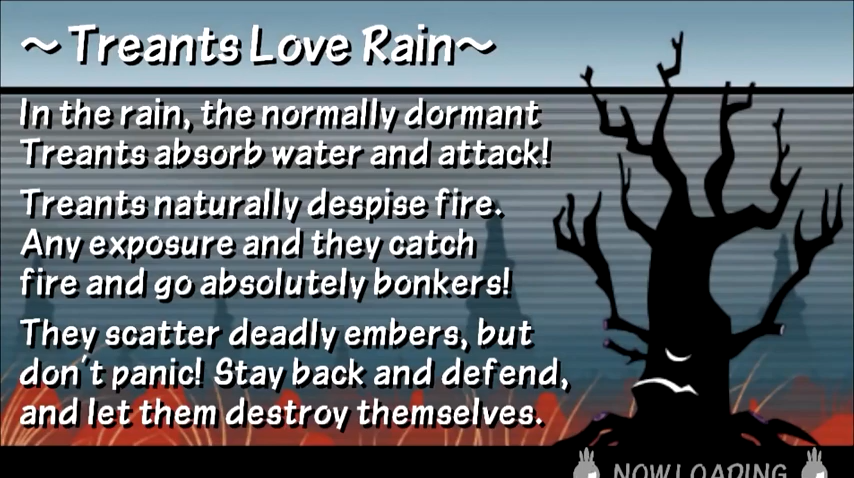 ~Treants Love Rain~
In the rain, the normally dormant
Treants absorb water and attack!
Treants naturally despise fire.
Any exposure and they catch
fire and go absolutely bonkers!
They scatter deadly embers, but
don't panic! Stay back and defend,
and let them destroy themselves.
NOW LOADING